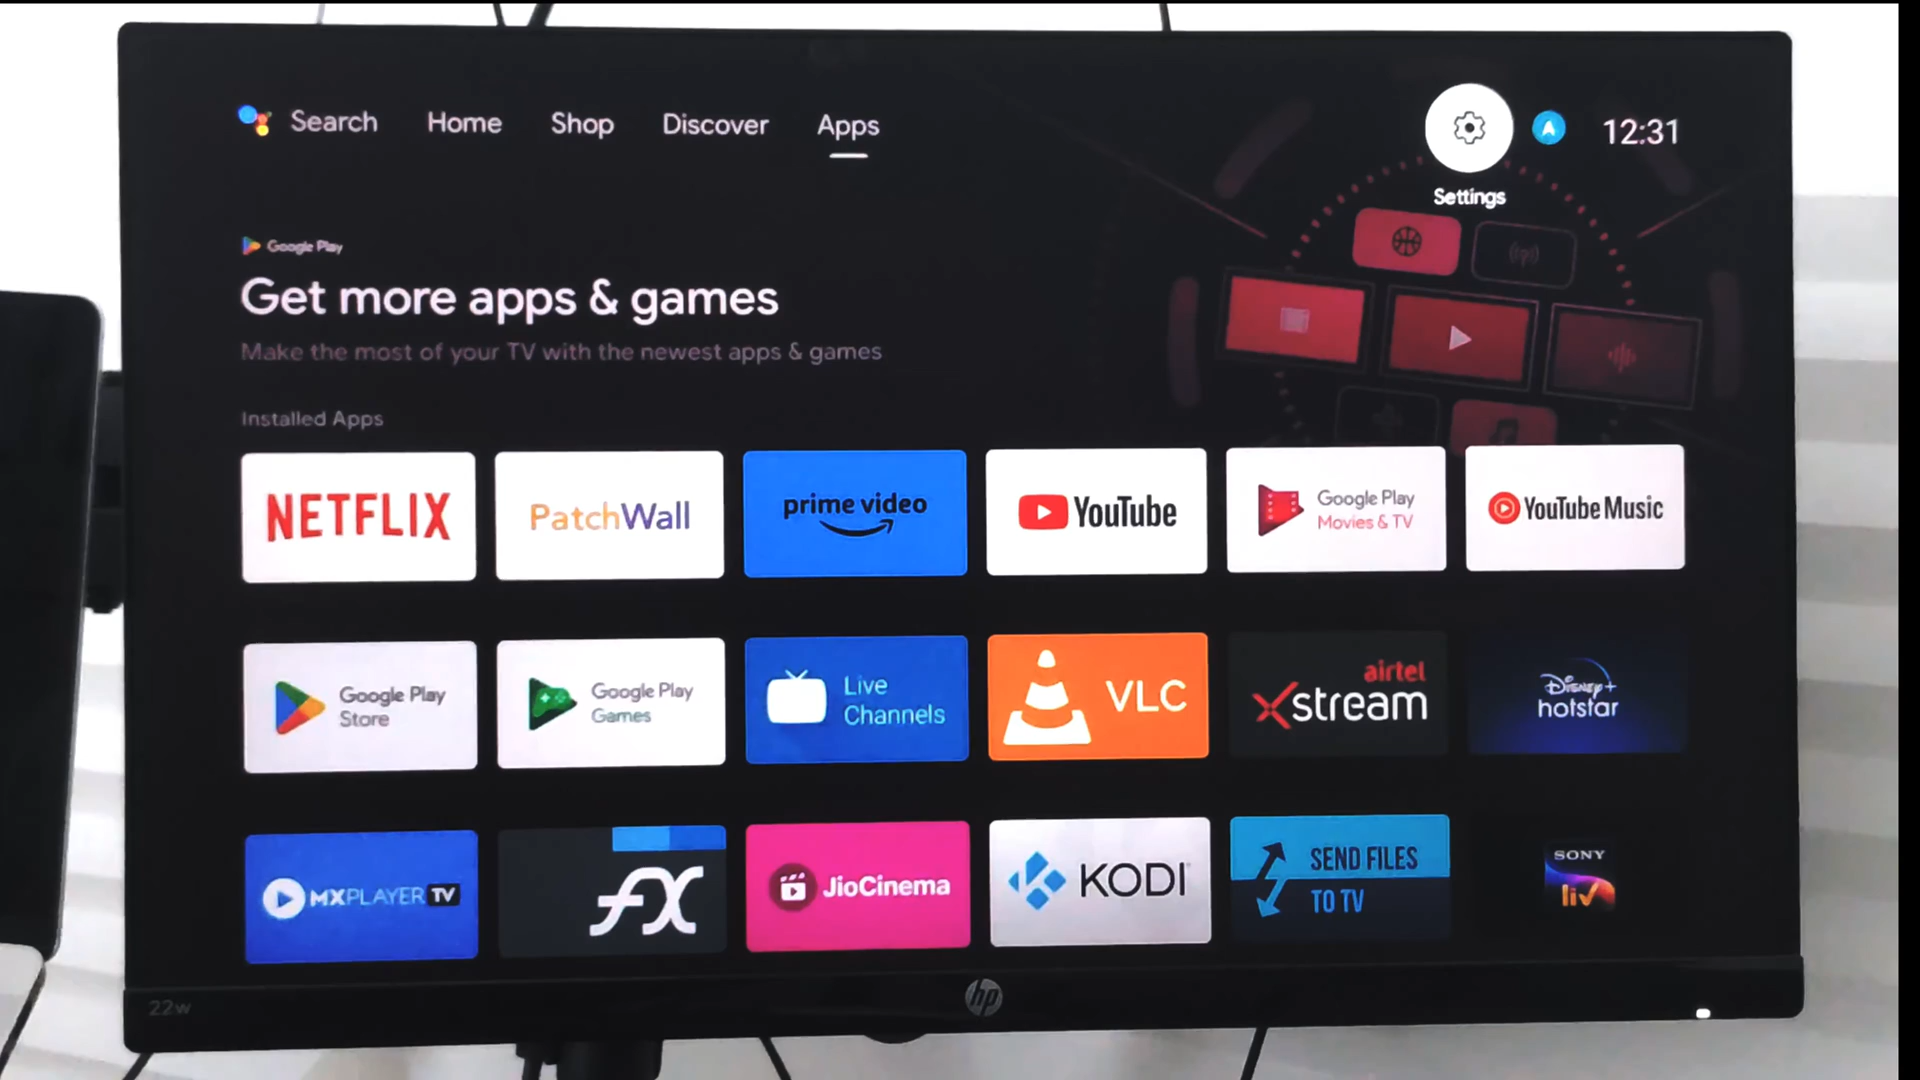 Search Home Shop Discover Apps
12:31
Settings
Google Play
Get more apps & games
Make the most of your TV with the newest apps & games
Installed Apps
NETFLIX
PatchWall
prime video
YouTube
Google Play
Movies & TV
YouTube Music
Google Play
Store
Google Play
Games
Live
Channels
VLC
airtel
Xstream
Disney+
hotstar
MXPLAYER TV
fX
JioCinema
KODI
SEND FILES
TO TV
SONY
liv
22w
hp